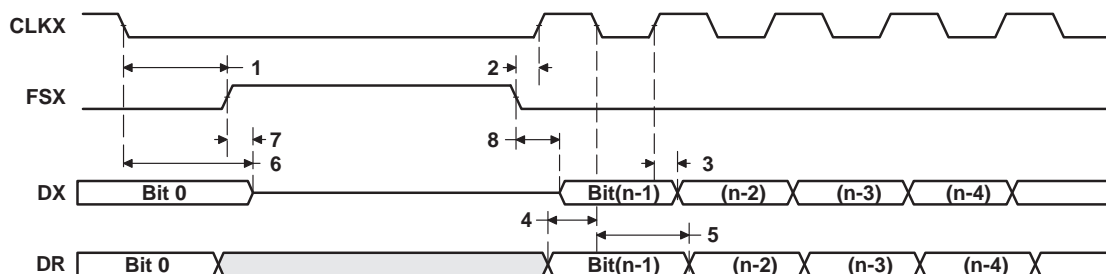 CLKX
1 2
FSX
7 8
6 3
DX Bit 0 Bit(n-1) (n-2) (n-3) (n-4)
4 5
DR Bit 0 Bit(n-1) (n-2) (n-3) (n-4)